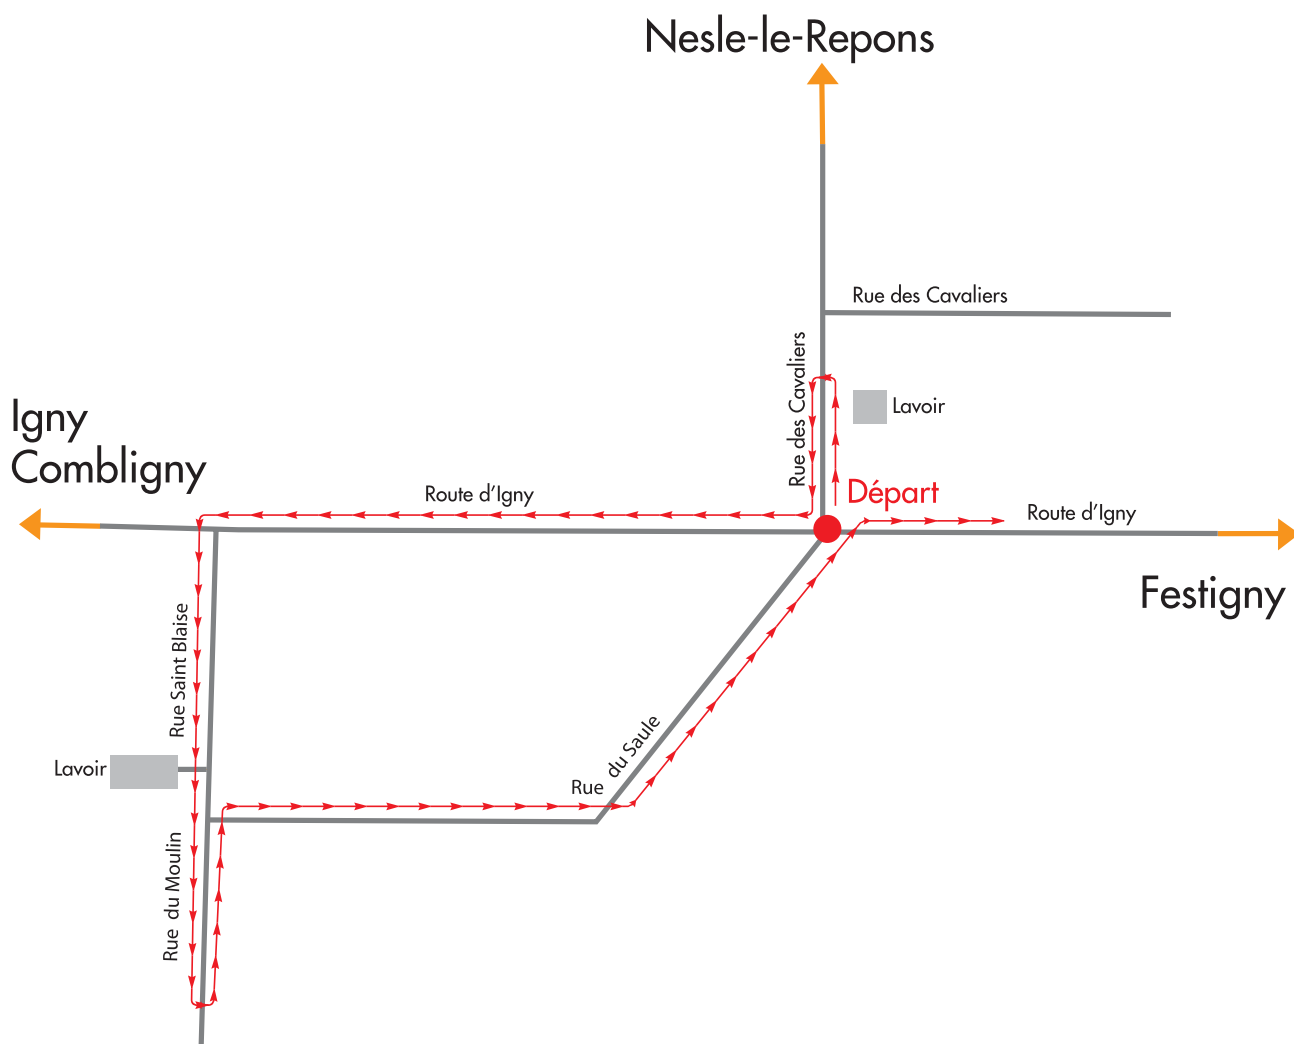 Nesle-le-Repons
Rue des Cavaliers
Rue des Cavaliers
Lavoir
Igny
Combligny
Route d'Igny
Départ
Route d'Igny
Festigny
Rue Saint Blaise
du Saule
Lavoir
Rue
Rue du Moulin